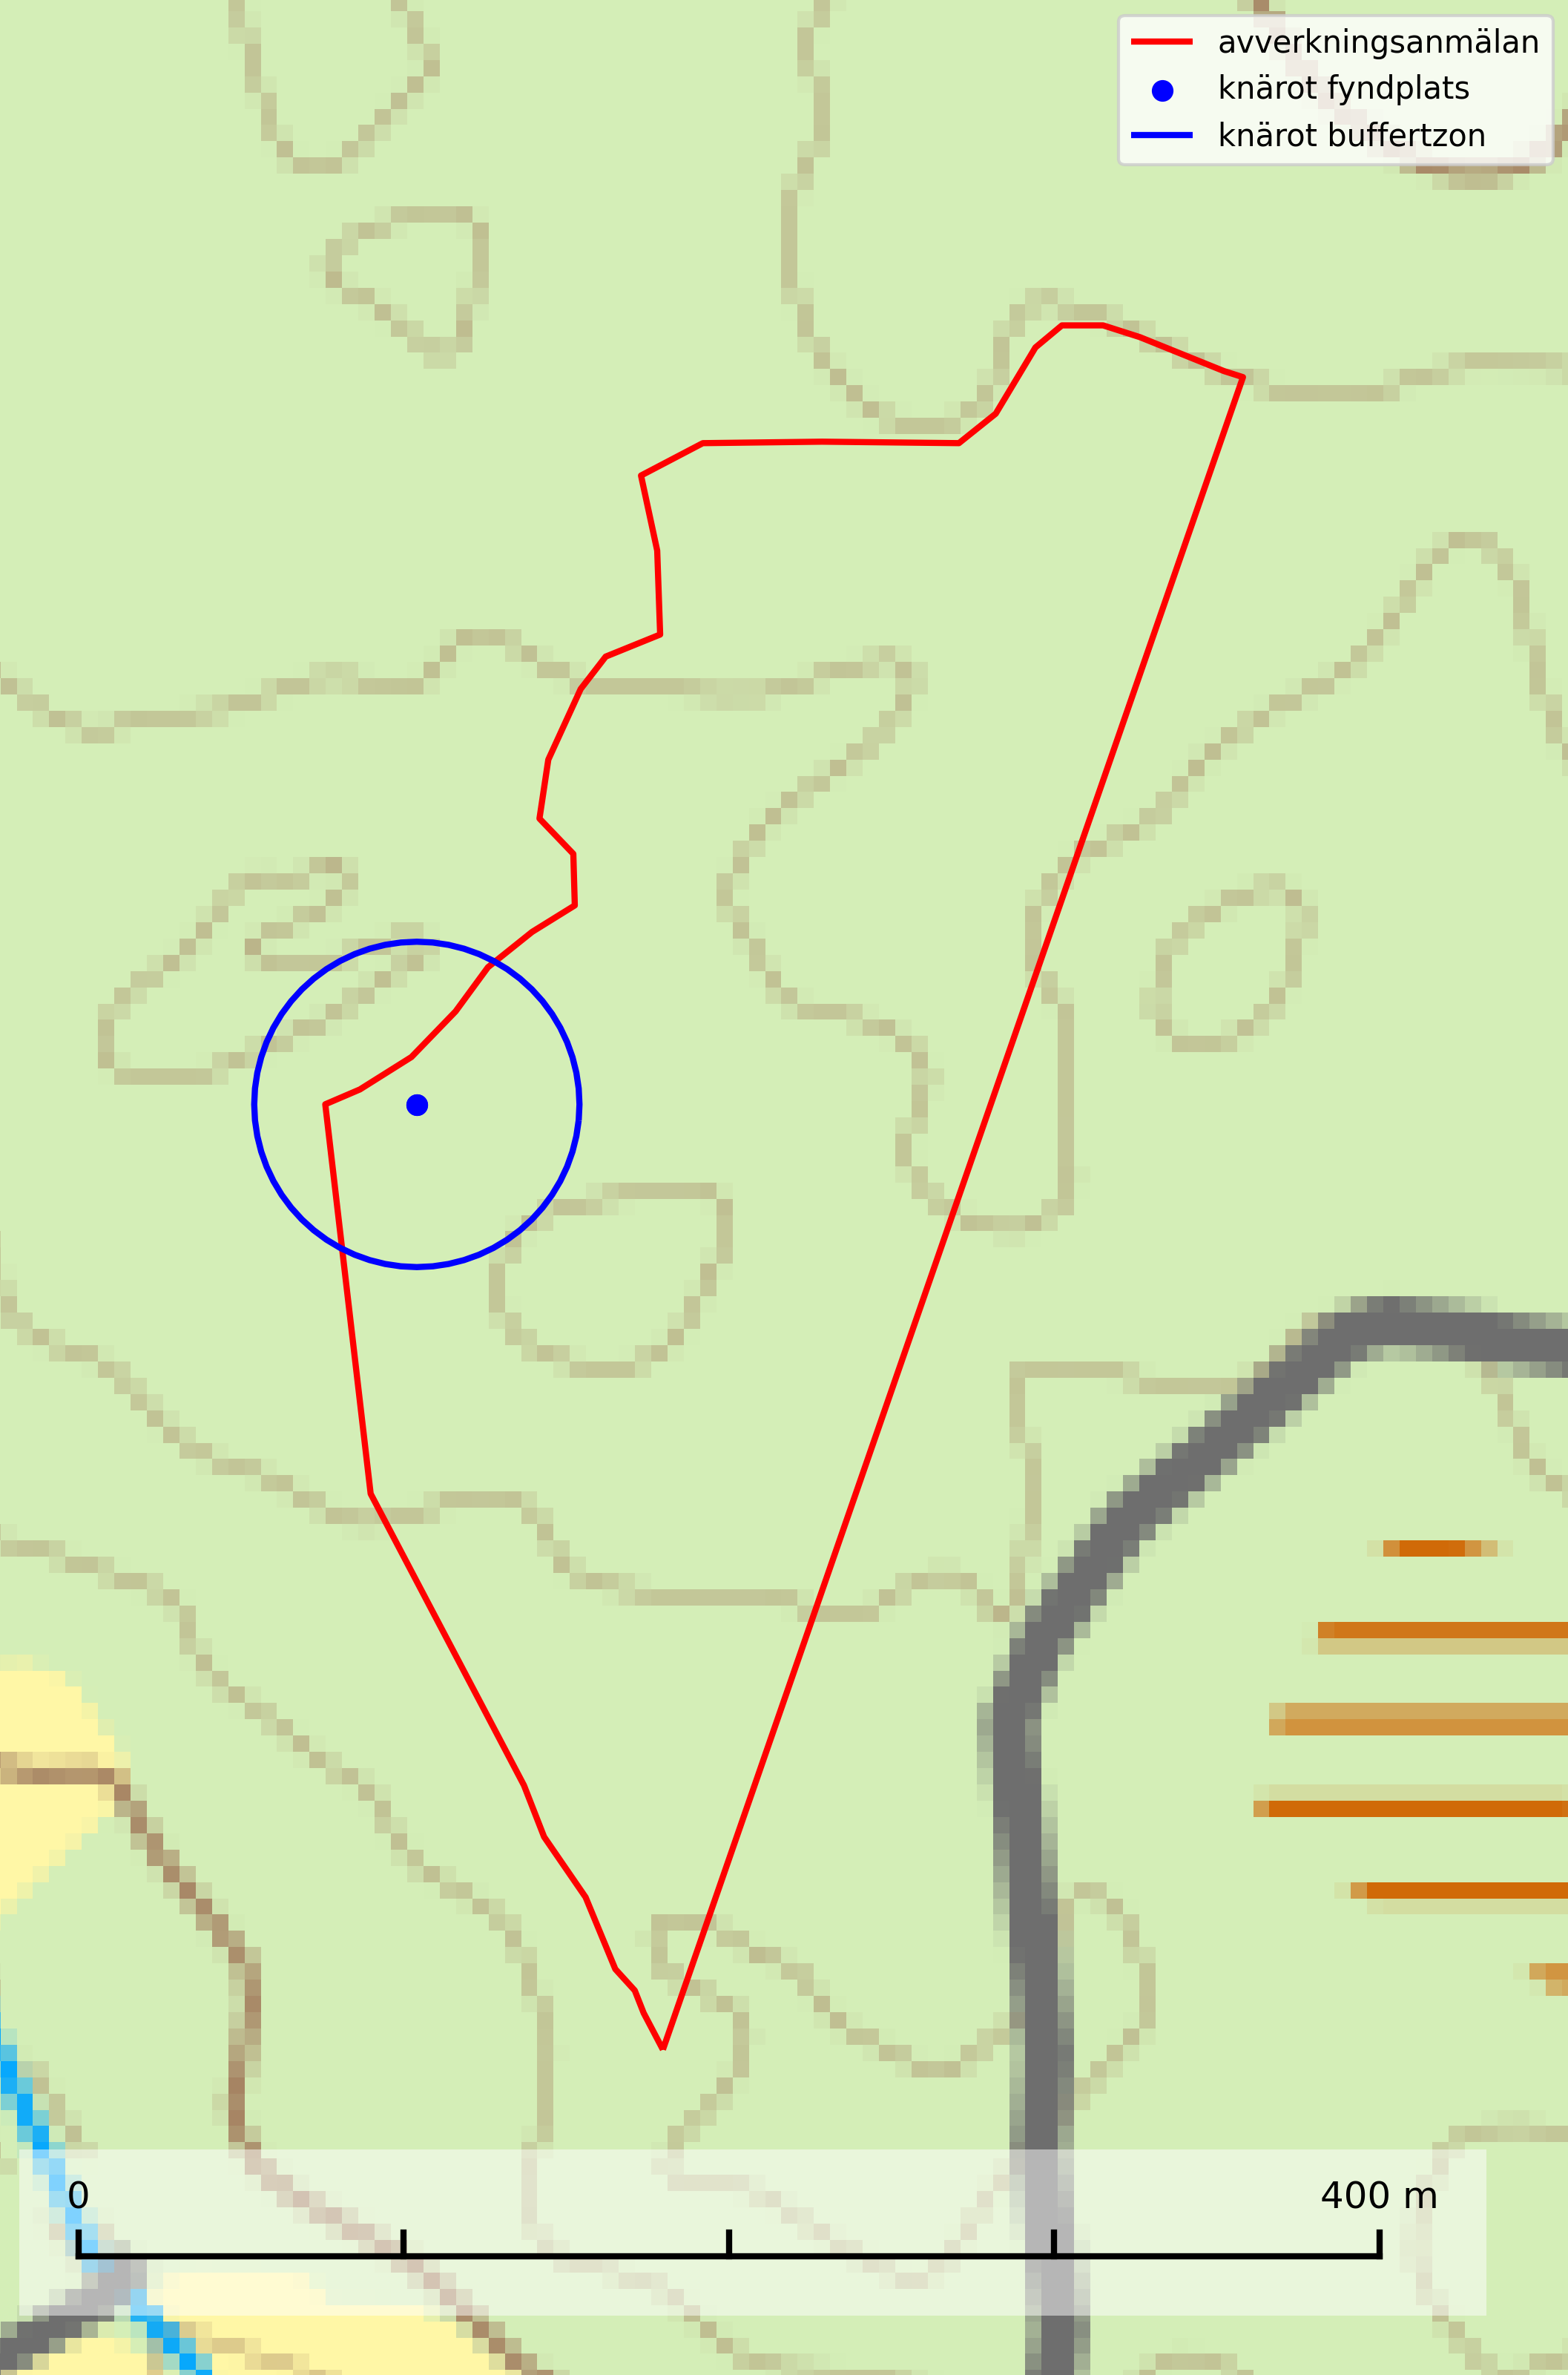 avverkningsanmälan
knärot fyndplats
knärot buffertzon
0 400 m